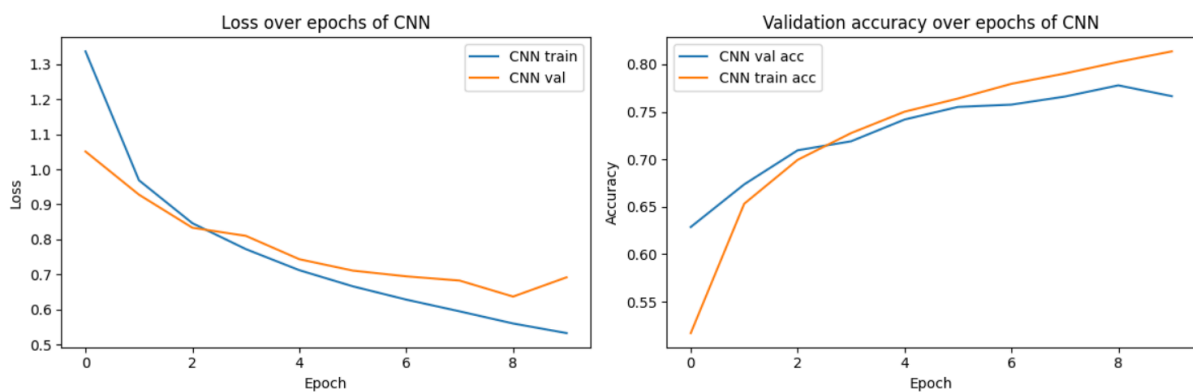 Loss over epochs of CNN
CNN train
CNN val
1.3
1.2
1.1
1.0
0.9
0.8
0.7
0.6
0.5
Loss
0 2 4 6 8
Epoch
Validation accuracy over epochs of CNN
CNN val acc
CNN train acc
0.80
0.75
0.70
0.65
0.60
0.55
Accuracy
0 2 4 6 8
Epoch